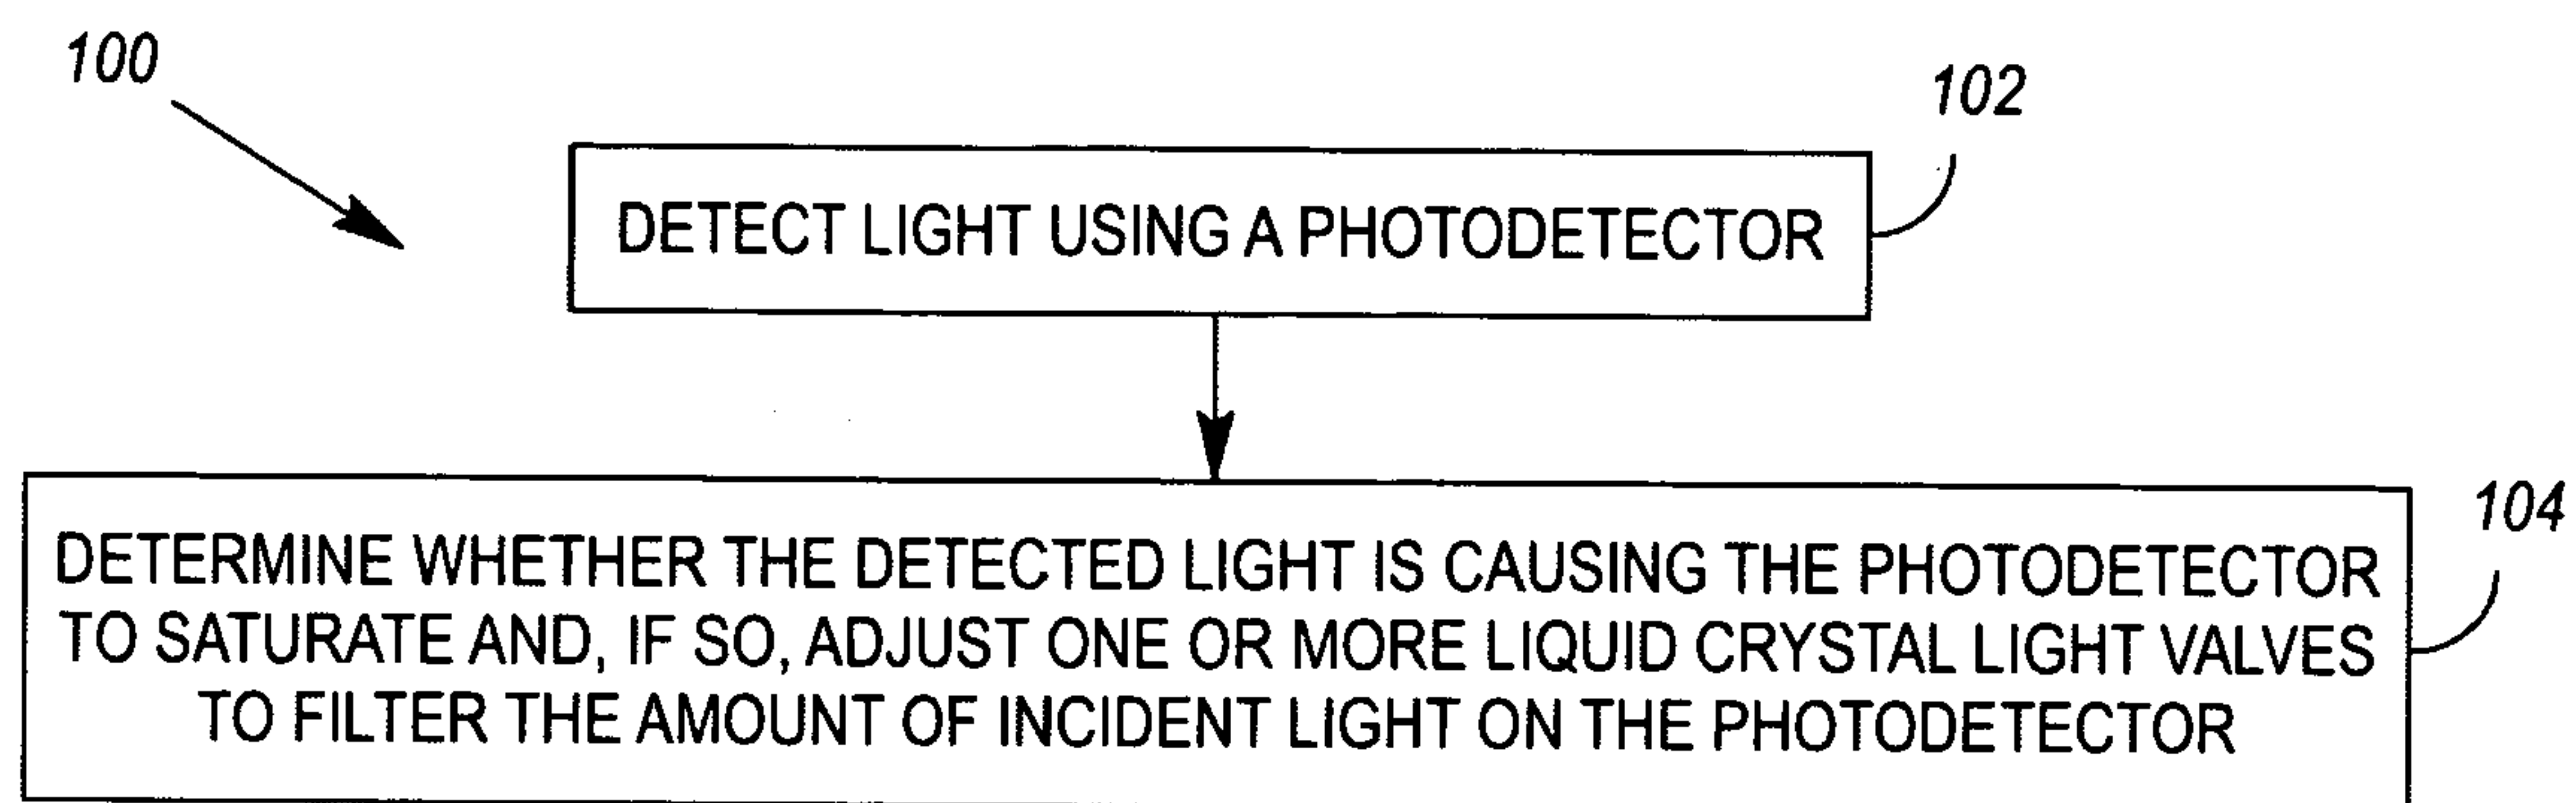 100
102
DETECT LIGHT USING A PHOTODETECTOR
104
DETERMINE WHETHER THE DETECTED LIGHT IS CAUSING THE PHOTODETECTOR
TO SATURATE AND, IF SO, ADJUST ONE OR MORE LIQUID CRYSTAL LIGHT VALVES
TO FILTER THE AMOUNT OF INCIDENT LIGHT ON THE PHOTODETECTOR